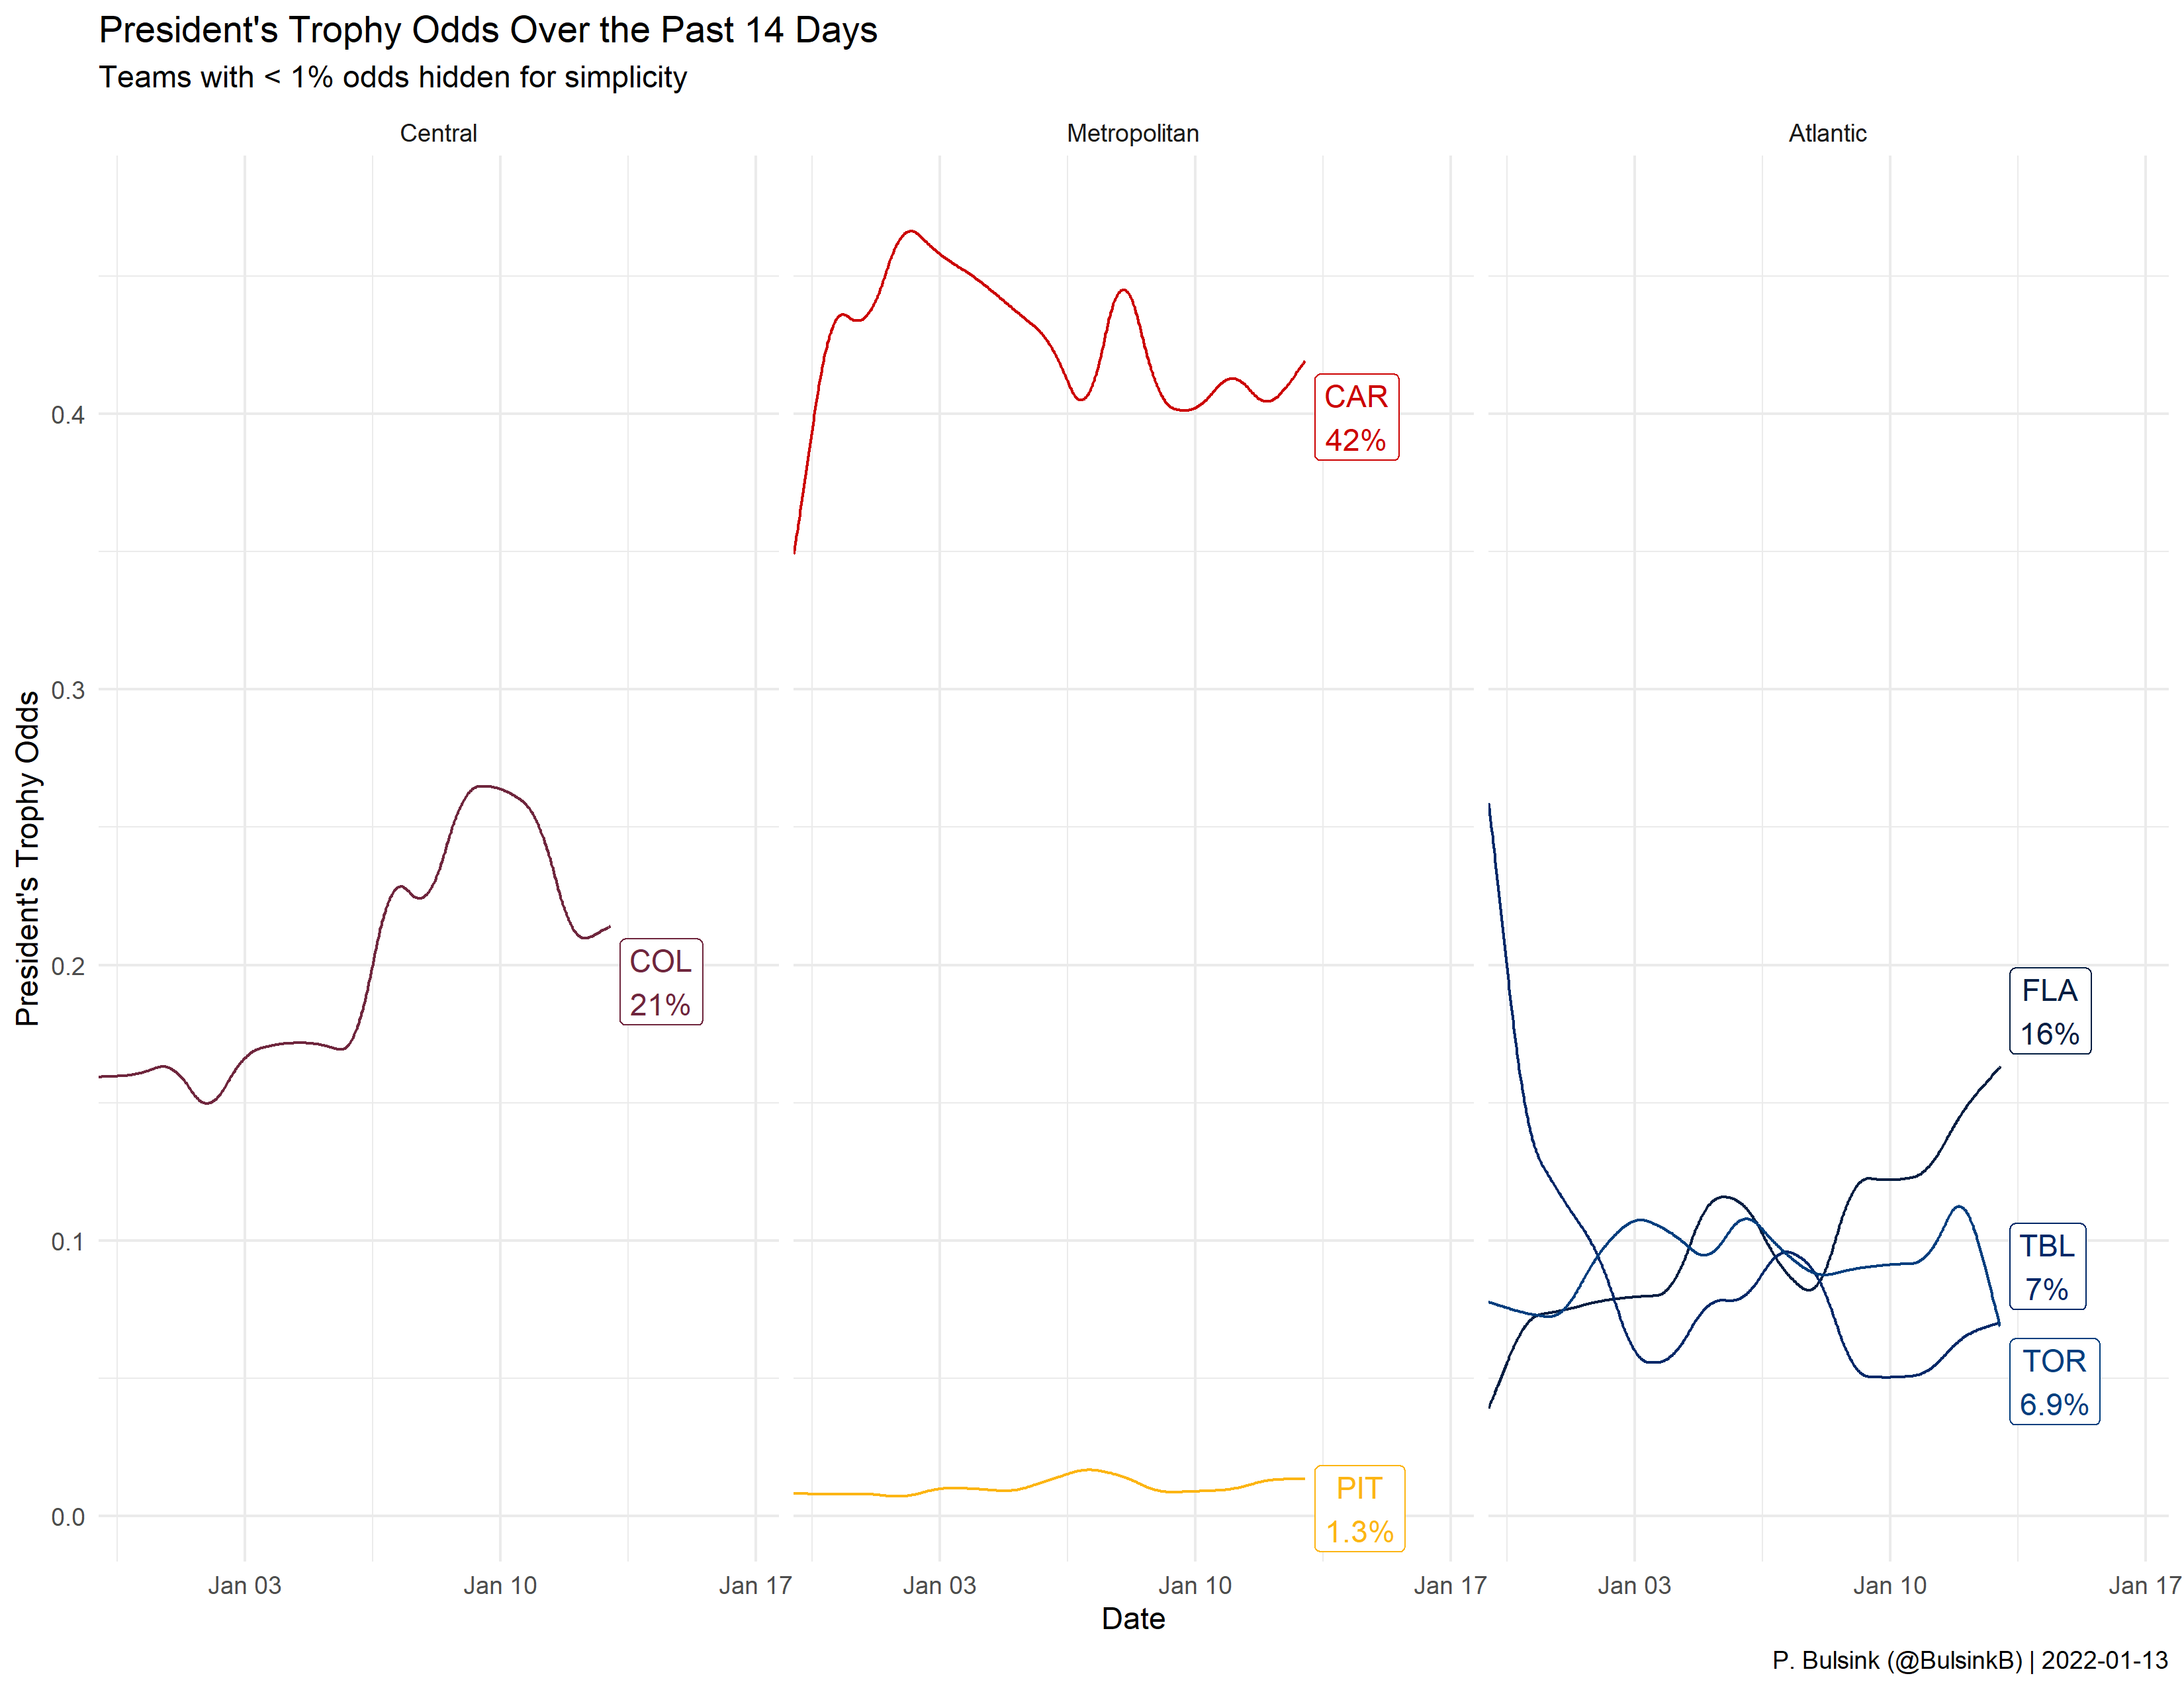 President's Trophy Odds Over the Past 14 Days
Teams with < 1% odds hidden for simplicity
Central
Metropolitan
Atlantic
President's Trophy Odds
0.4
0.3
0.2
0.1
0.0
COL
21%
CAR
42%
PIT
1.3%
FLA
16%
TBL
7%
TOR
6.9%
Jan 03
Jan 10
Jan 17
Jan 03
Jan 10
Jan 17
Jan 03
Jan 10
Jan 17
Date
P. Bulsink (@BulsinkB) | 2022-01-13